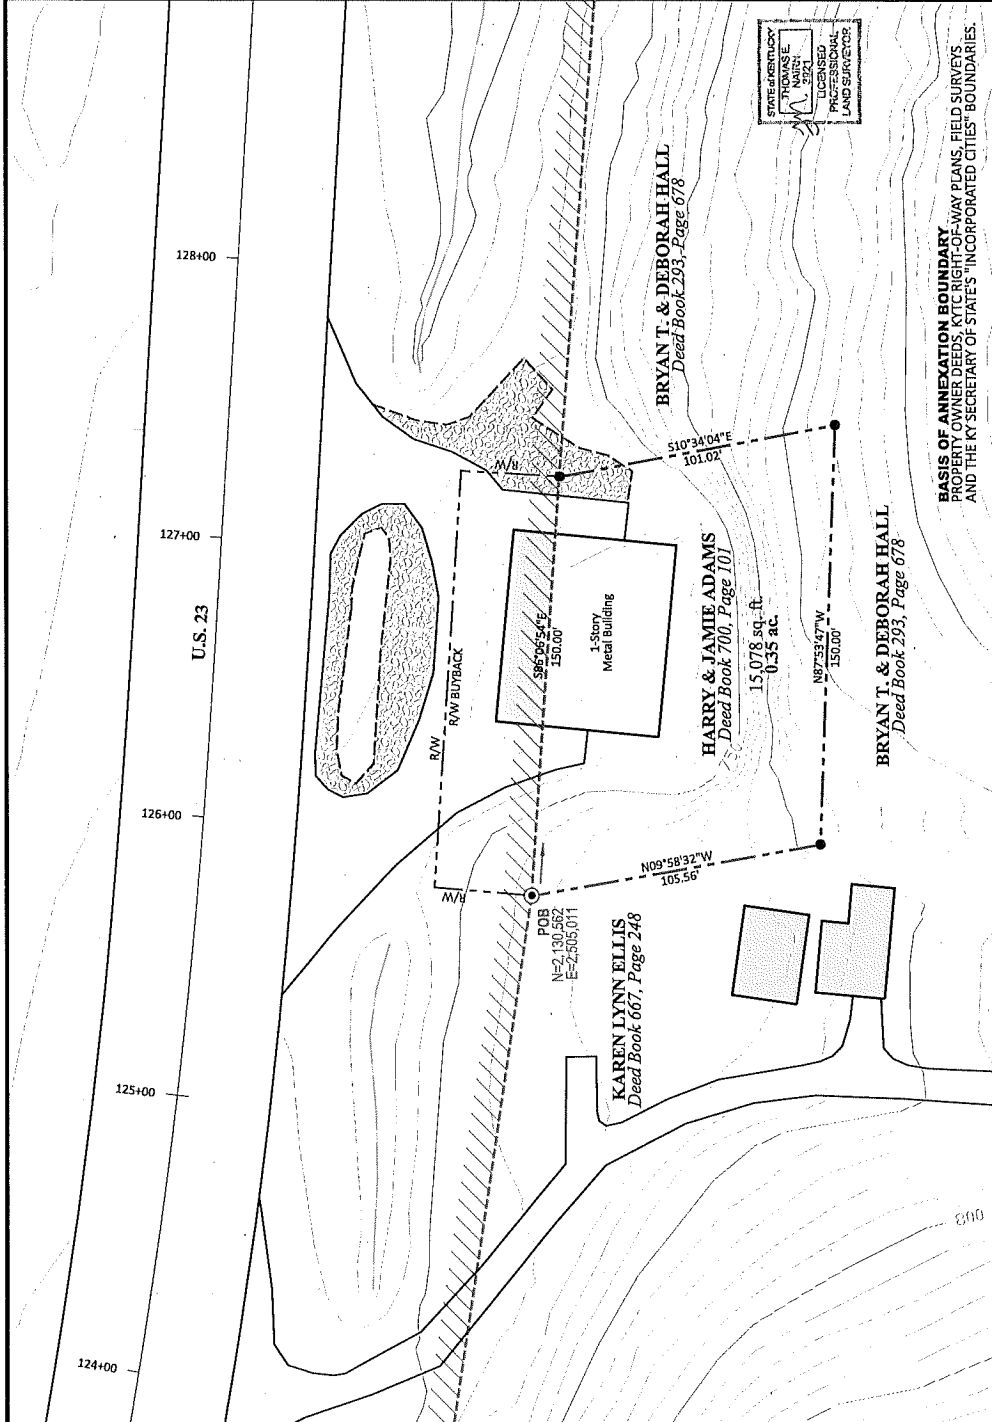 128+00
127+00
U.S. 23
126+00
125+00
124+00
STATE of KENTUCKY
THOMAS E.
NAIRN
2921
LICENSED
PROFESSIONAL
LAND SURVEYOR
BRYAN T. & DEBORAH HALL
Deed Book 293, Page 678
BASIS OF ANNEXATION BOUNDARY
PROPERTY OWNER DEEDS, KYTC RIGHT-OF-WAY PLANS, FIELD SURVEYS
AND THE KY SECRETARY OF STATE'S "INCORPORATED CITIES" BOUNDARIES.
R/W
R/W BUYBACK
R/W
R/W
S86°06'54"E
150.00'
1-Story
Metal Building
S10°34'04"E
101.02'
HARRY & JAMIE ADAMS
Deed Book 700, Page 101
15,078 sq. ft.
0.35 ac.
N87°53'47"W
150.00'
BRYAN T. & DEBORAH HALL
Deed Book 293, Page 678
N09°58'32"W
105.56'
POB
N=2,130,562
E=2,505,011
KAREN LYNN ELLIS
Deed Book 667, Page 248
800